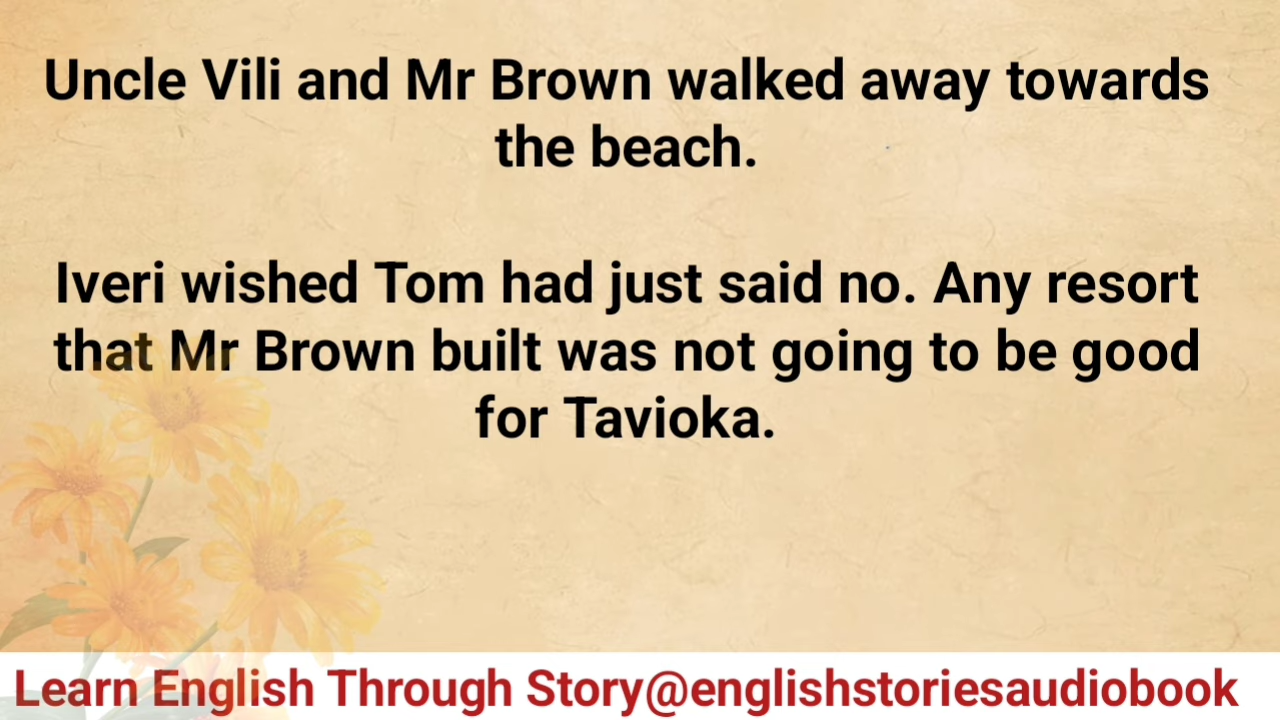 Uncle Vili and Mr Brown walked away towards
the beach.
Iveri wished Tom had just said no. Any resort
that Mr Brown built was not going to be good
for Tavioka.
Learn English Through Story@englishstoriesaudiobook